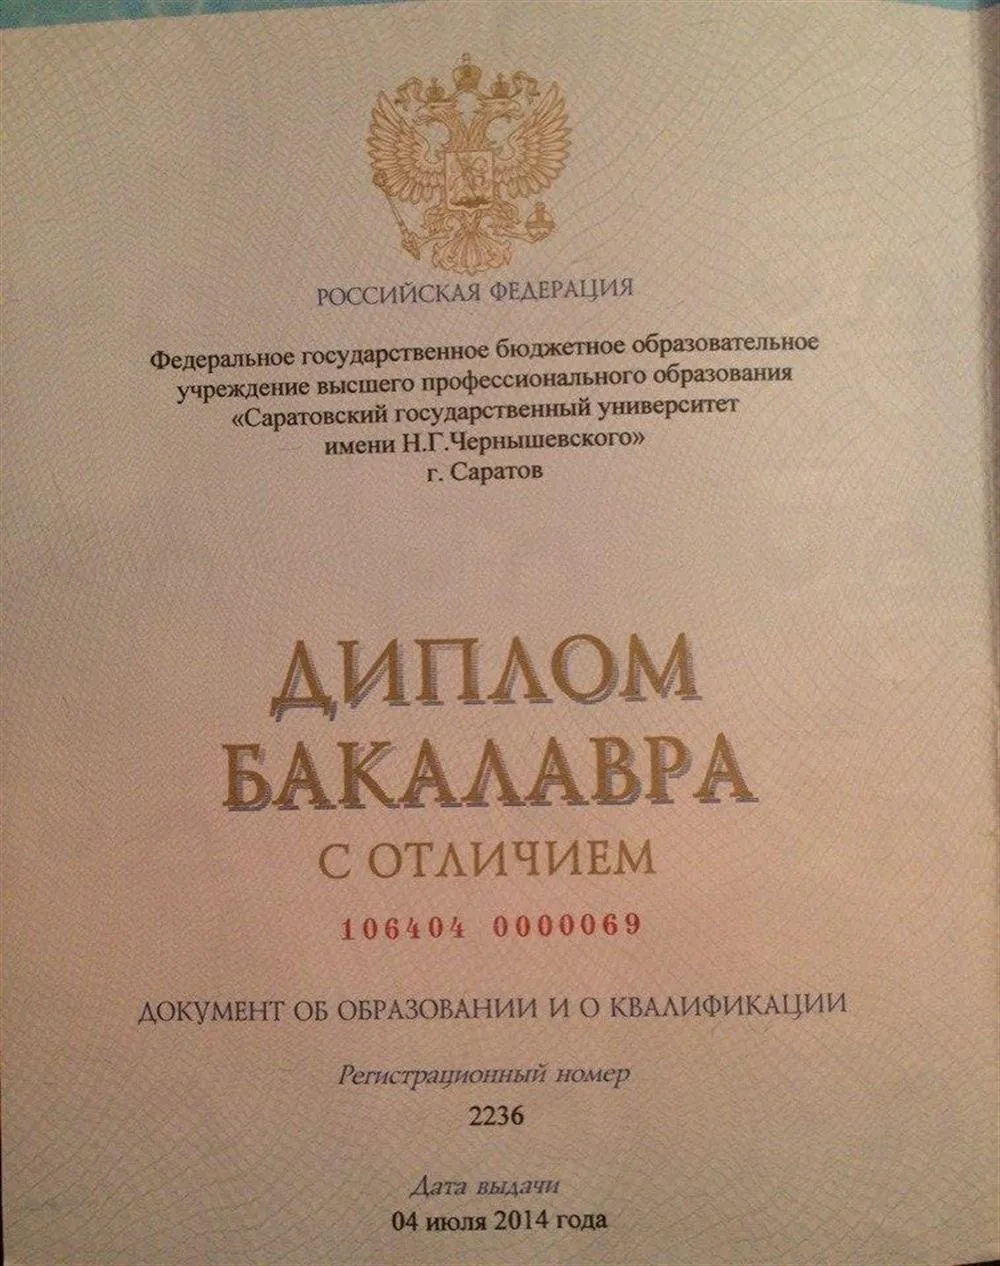 РОССИЙСКАЯ ФЕДЕРАЦИЯ
Федеральное государственное бюджетное образовательное
учреждение высшего профессионального образования
«Саратовский государственный университет
имени Н.Г.Чернышевского»
г. Саратов
ДИПЛОМ
БАКАЛАВРА
С ОТЛИЧИЕМ
106404 0000069
ДОКУМЕНТ ОБ ОБРАЗОВАНИИ И О КВАЛИФИКАЦИИ
Регистрационный номер
2236
Дата выдачи
04 июля 2014 года